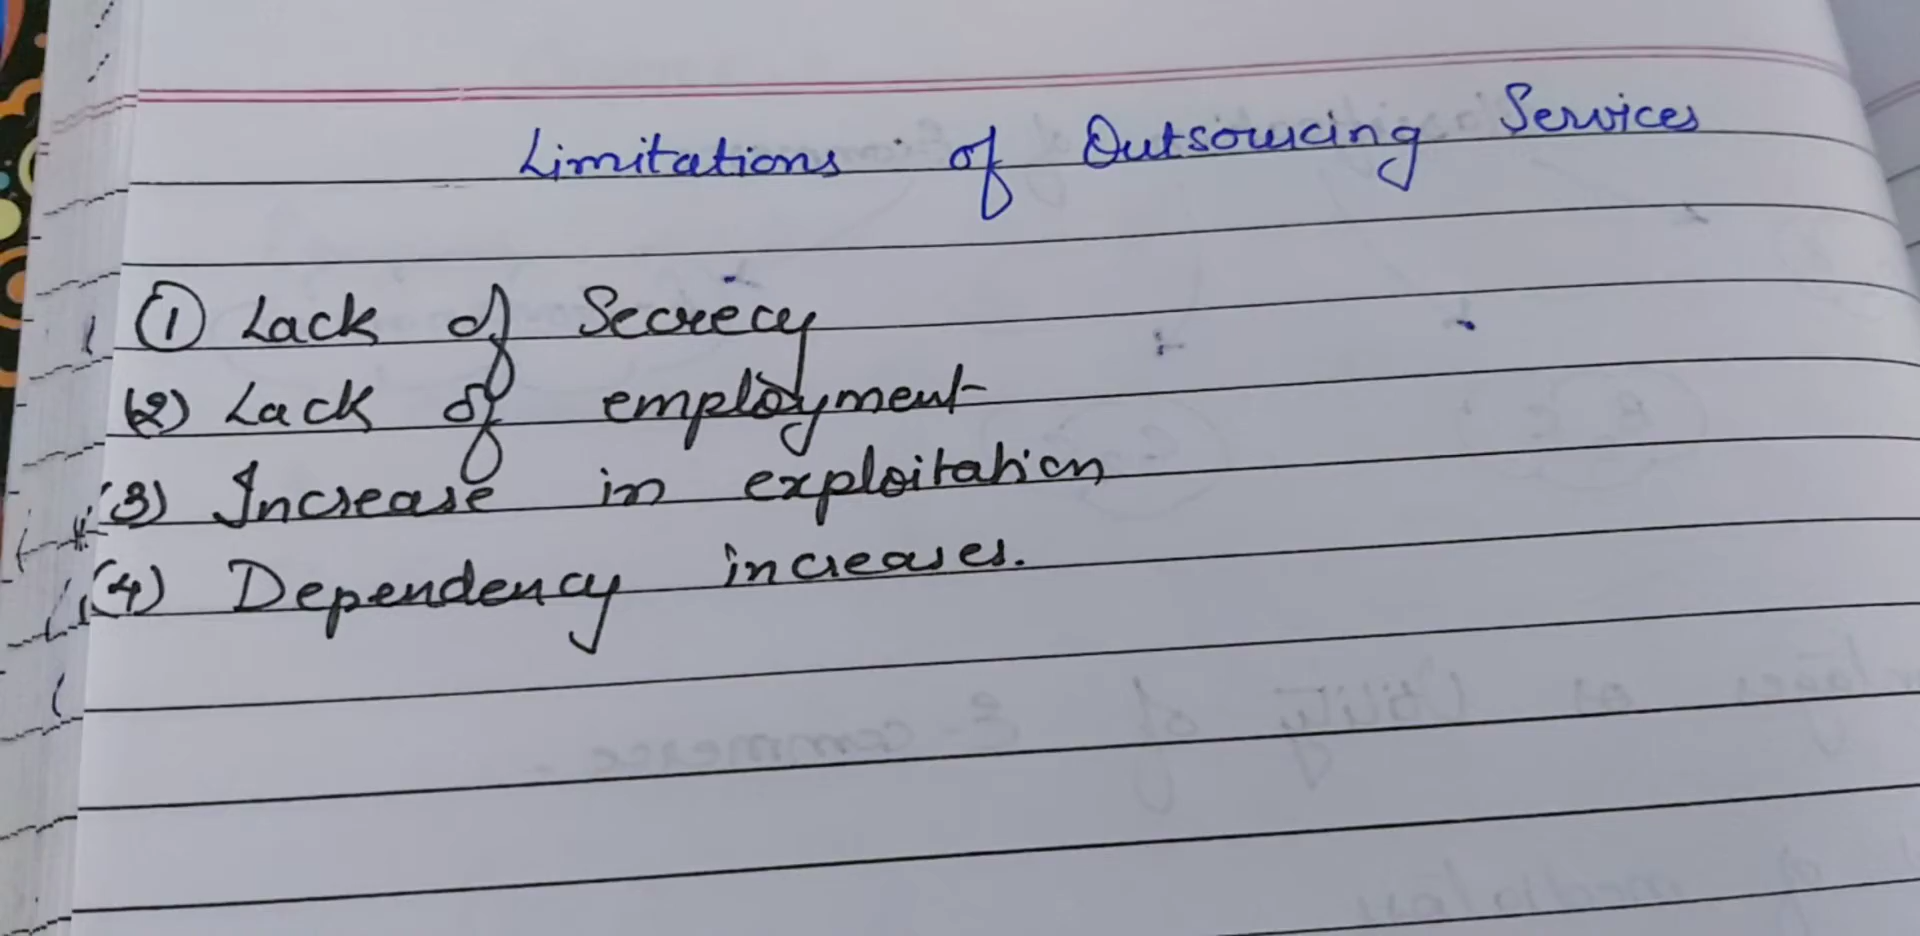 Limitations of Outsourcing Services
① Lack of Secrecy
(2) Lack of employment
(3) Increase in exploitation
(4) Dependency increases.